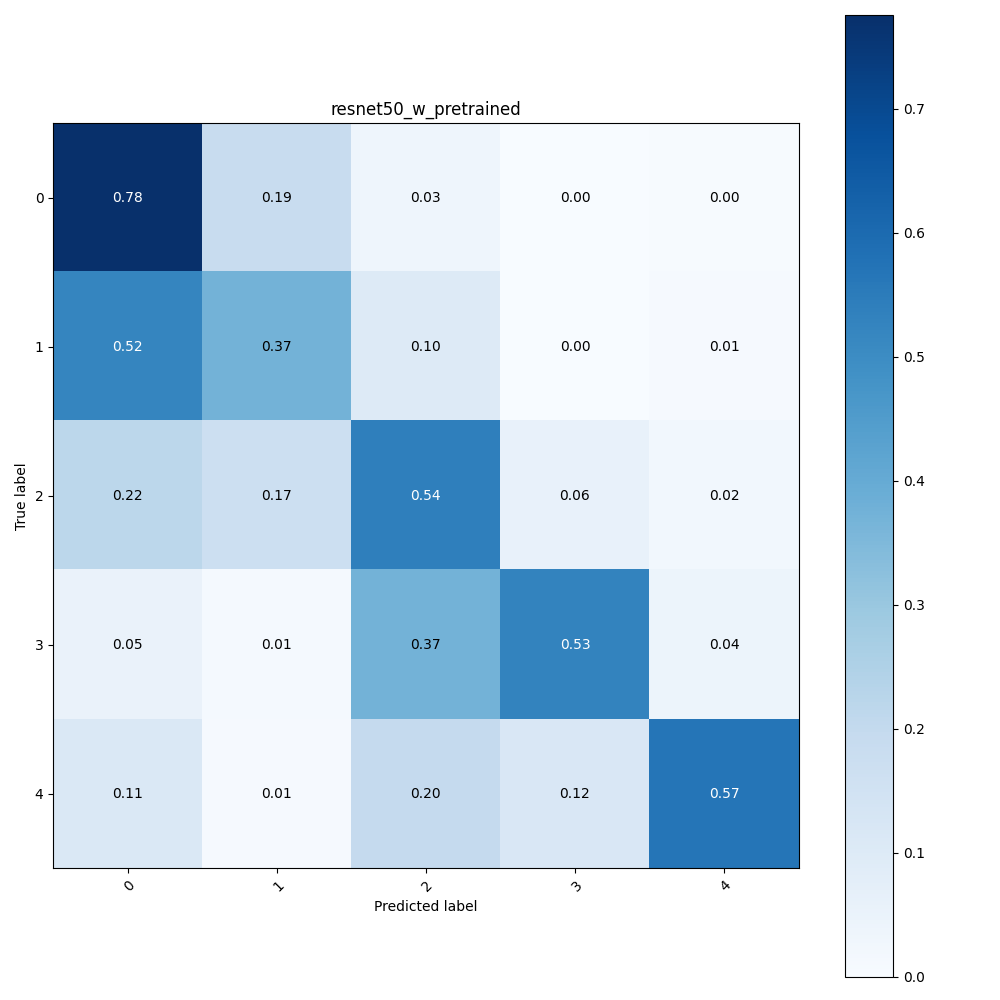 resnet50_w_pretrained
0 0.78 0.19 0.03 0.00 0.00
1 0.52 0.37 0.10 0.00 0.01
2 0.22 0.17 0.54 0.06 0.02
3 0.05 0.01 0.37 0.53 0.04
4 0.11 0.01 0.20 0.12 0.57
0 1 2 3 4
Predicted label
True label
0.7
0.6
0.5
0.4
0.3
0.2
0.1
0.0